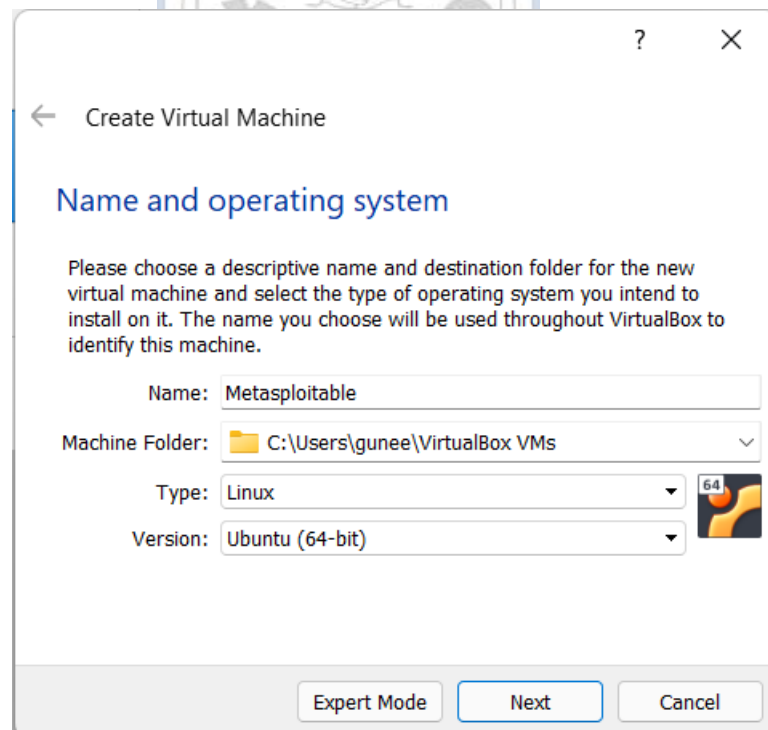 ?
Create Virtual Machine
Name and operating system
Please choose a descriptive name and destination folder for the new
virtual machine and select the type of operating system you intend to
install on it. The name you choose will be used throughout VirtualBox to
identify this machine.
Name: Metasploitable
Machine Folder: C:\Users\gunee\VirtualBox VMs
Type: Linux
64
Version: Ubuntu (64-bit)
Expert Mode Next Cancel